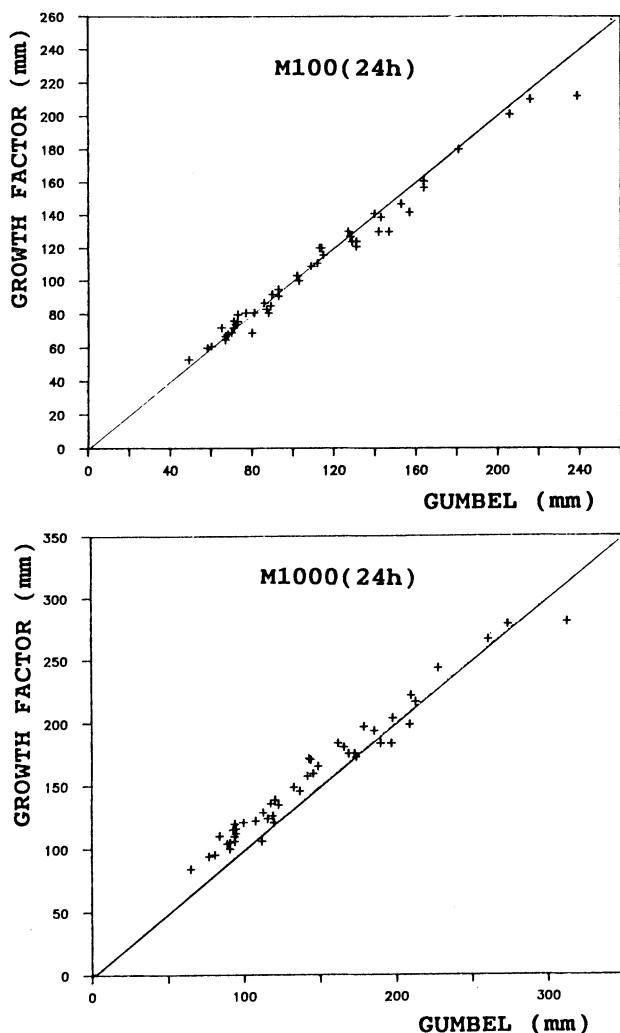 M100(24h)
GROWTH FACTOR (mm)
260
240
220
200
180
160
140
120
100
80
60
40
20
0
0 40 80 120 160 200 240
GUMBEL (mm)
M1000(24h)
GROWTH FACTOR (mm)
350
300
250
200
150
100
50
0
0 100 200 300
GUMBEL (mm)